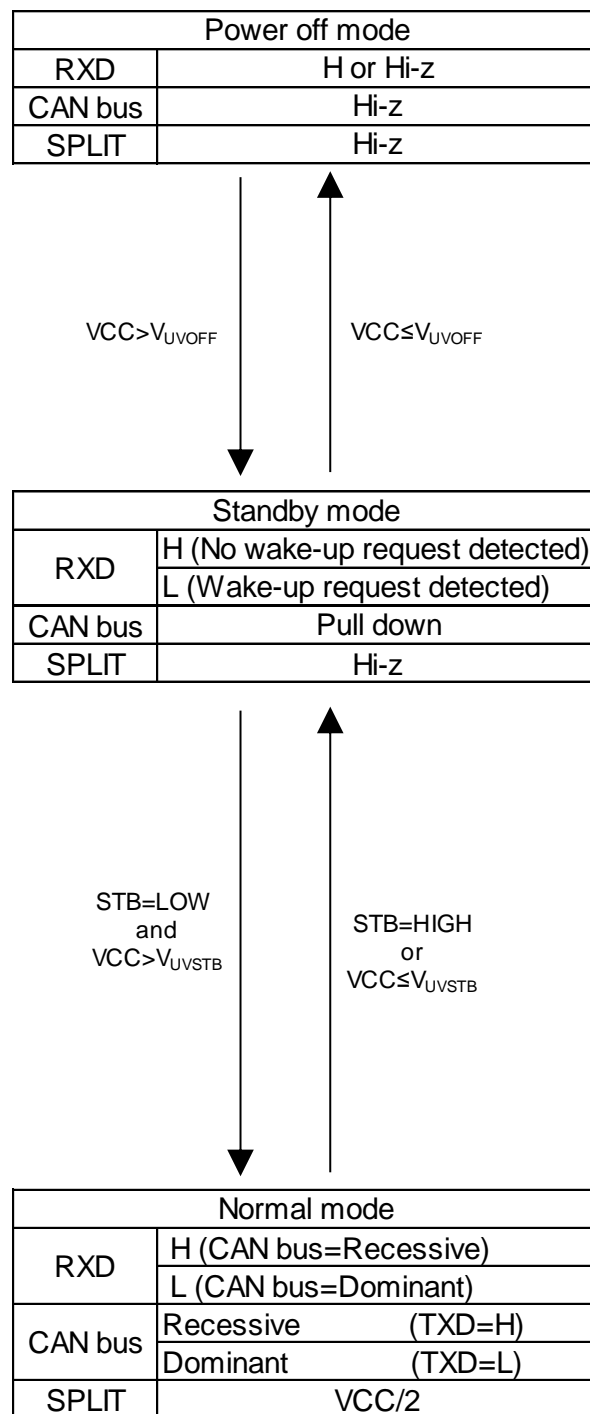 Power off mode
RXD H or Hi-z
CAN bus Hi-z
SPLIT Hi-z
VCC>VUVOFF VCC≤VUVOFF
Standby mode
RXD H (No wake-up request detected)
L (Wake-up request detected)
CAN bus Pull down
SPLIT Hi-z
STB=LOW
and
VCC>VUVSTB
STB=HIGH
or
VCC≤VUVSTB
Normal mode
RXD H (CAN bus=Recessive)
L (CAN bus=Dominant)
CAN bus Recessive (TXD=H)
Dominant (TXD=L)
SPLIT VCC/2